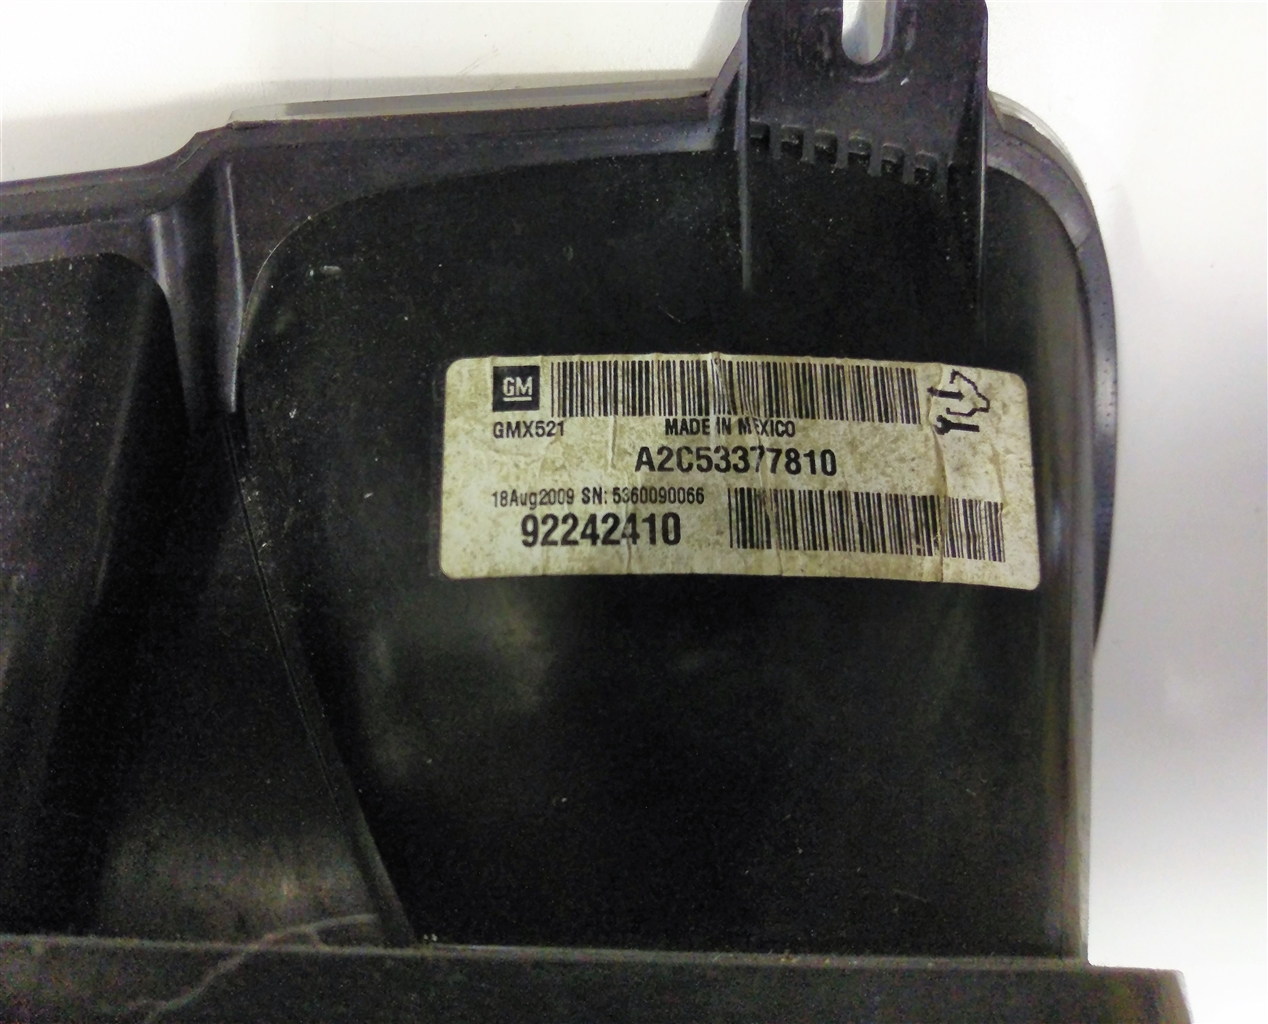 GM
GMX521 MADE IN MEXICO
A2C53377810
18Aug2009 SN: 5360090066
92242410